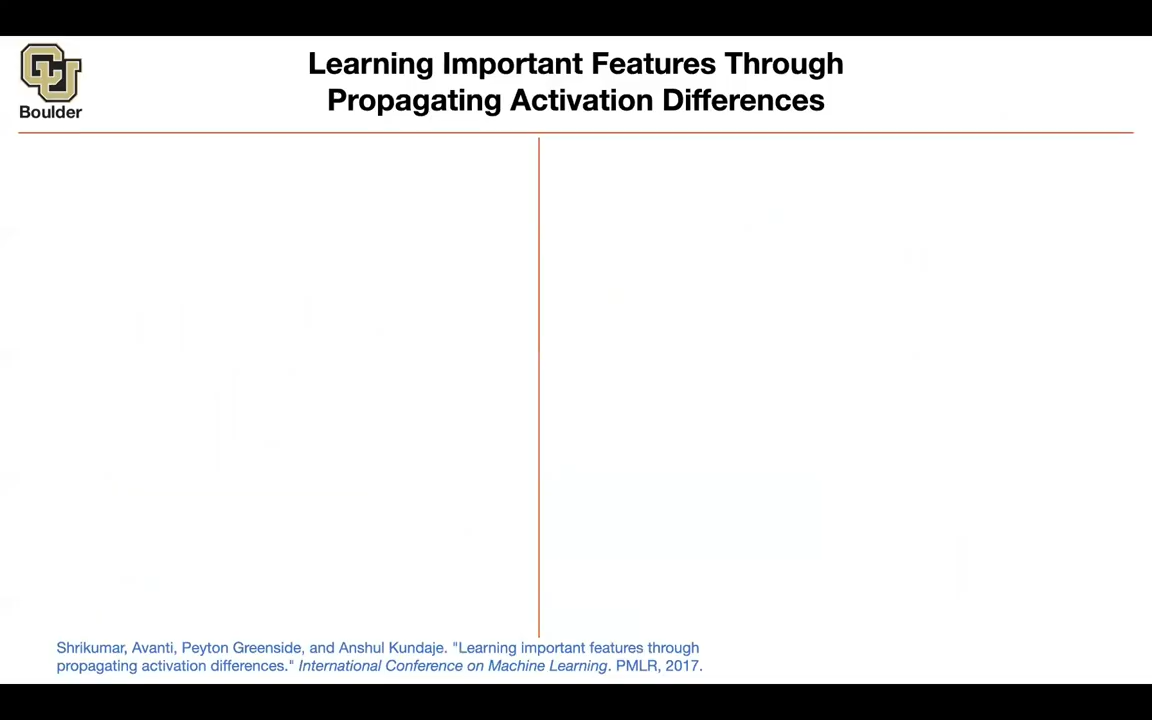 Learning Important Features Through
Propagating Activation Differences
CU
Boulder
Shrikumar, Avanti, Peyton Greenside, and Anshul Kundaje. "Learning important features through
propagating activation differences." International Conference on Machine Learning. PMLR, 2017.